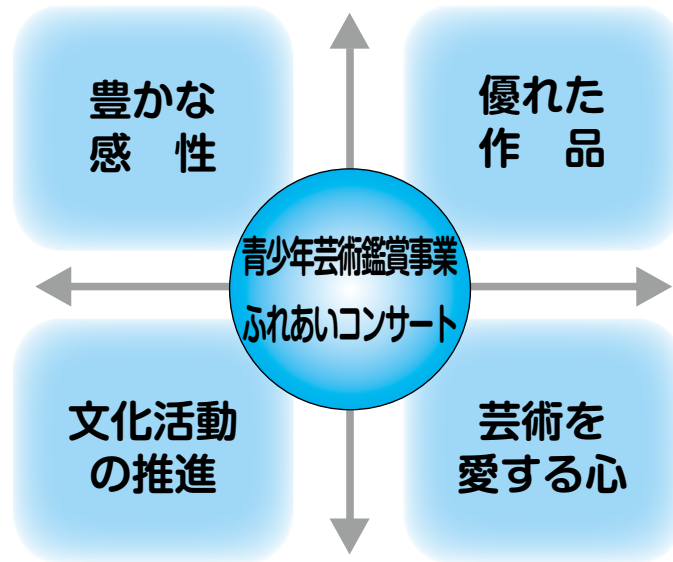 豊かな
感　性
優れた
作　品
青少年芸術鑑賞事業
ふれあいコンサート
文化活動
の推進
芸術を
愛する心